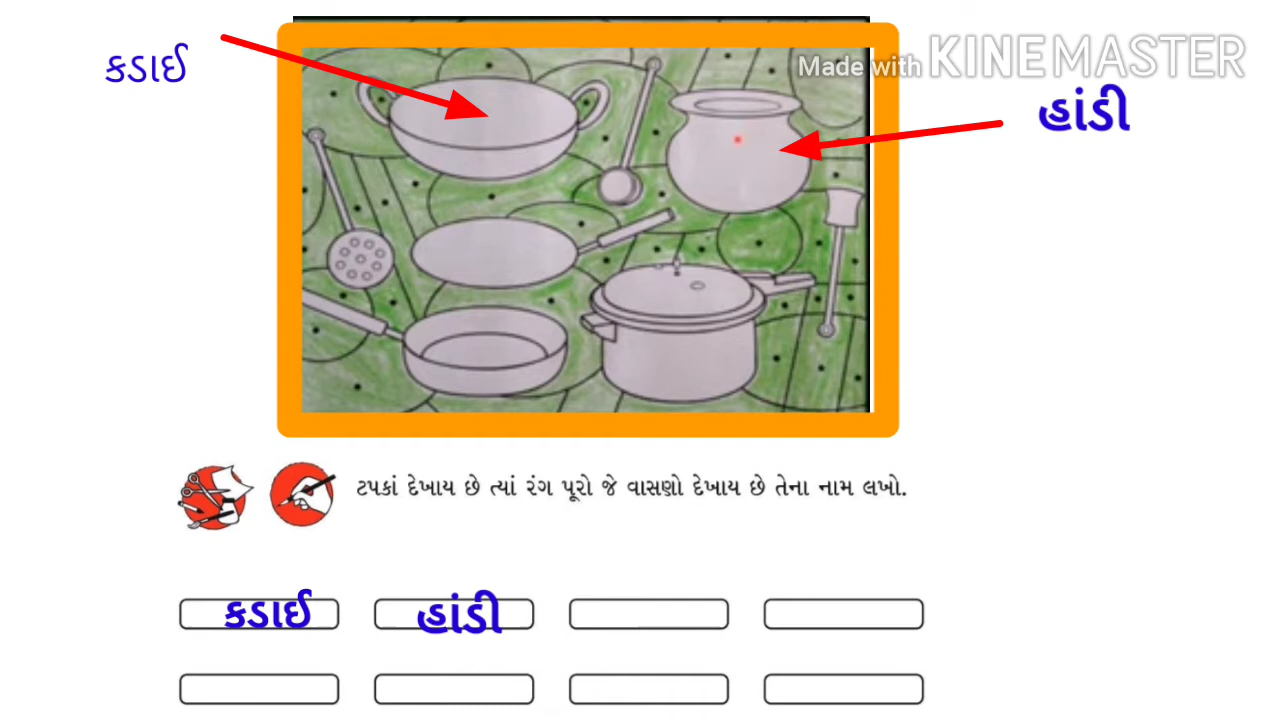 કડાઈ
Made with KINEMASTER
હાંડી
ટપકાં દેખાય છે ત્યાં રંગ પૂરો જે વાસણો દેખાય છે તેના નામ લખો.
કડાઈ હાંડી